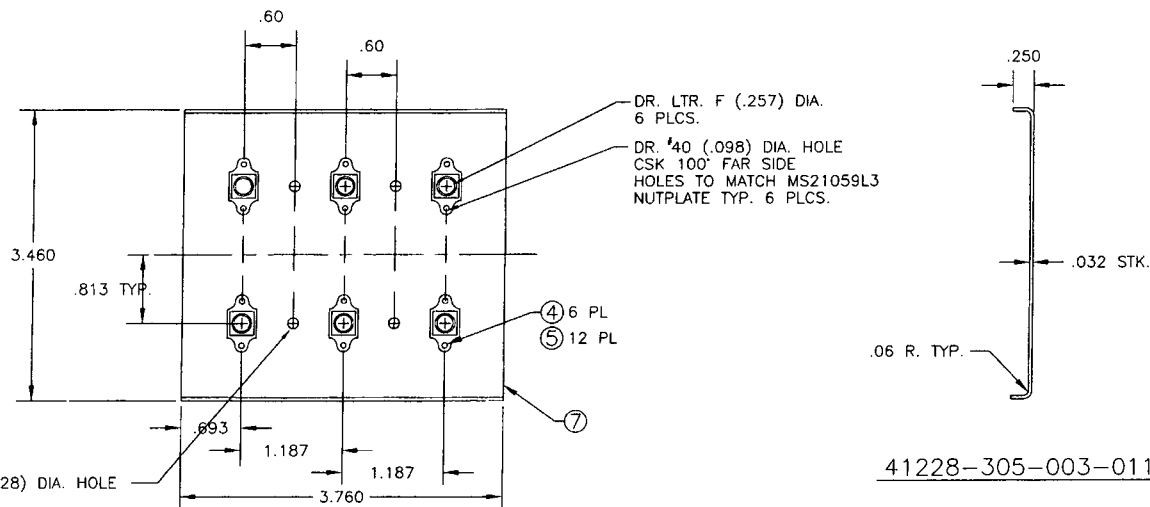 .60
.60
.250
DR. LTR. F (.257) DIA.
6 PLCS.
DR. #40 (.098) DIA. HOLE
CSK 100° FAR SIDE
HOLES TO MATCH MS21059L3
NUTPLATE TYP. 6 PLCS.
3.460
.813 TYP.
.032 STK.
4 6 PL
5 12 PL
.06 R. TYP.
7
.693
1.187
1.187
28) DIA. HOLE
3.760
41228-305-003-011